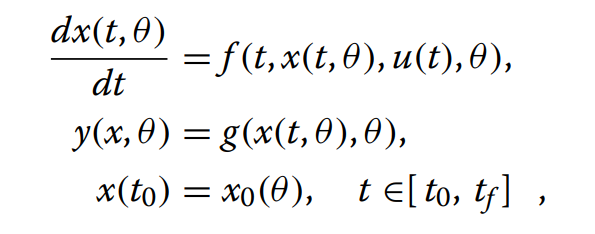 dx(t,θ)/dt = f(t,x(t,θ),u(t),θ),
y(x,θ) = g(x(t,θ),θ),
x(t₀) = x₀(θ), t ∈[t₀, t_f] ,